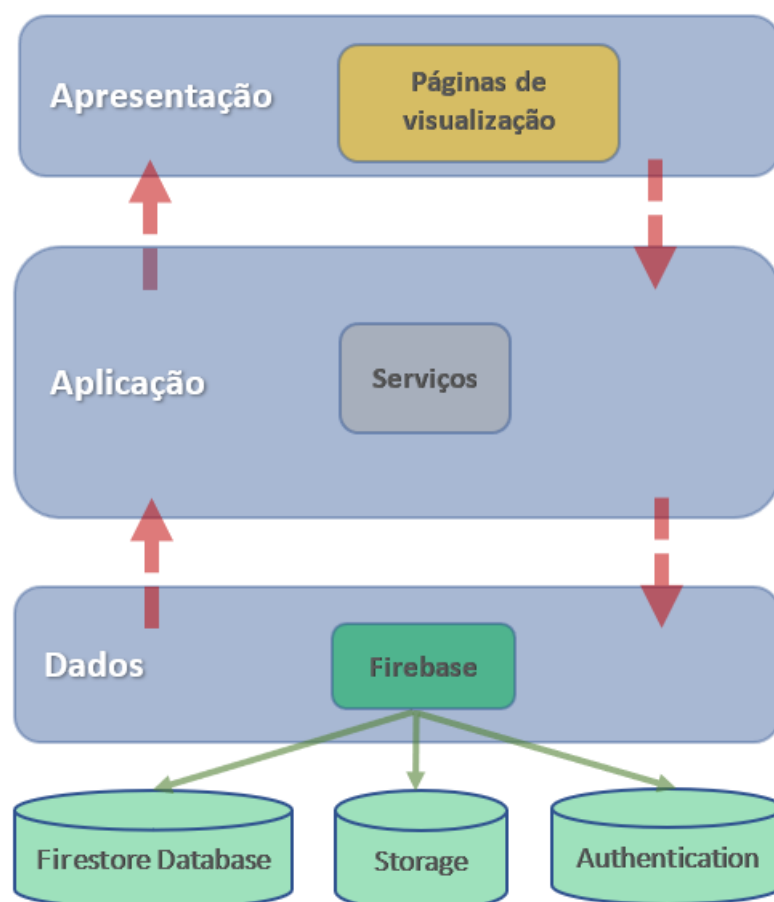 Apresentação
Páginas de
visualização
Aplicação
Serviços
Dados
Firebase
Firestore Database
Storage
Authentication